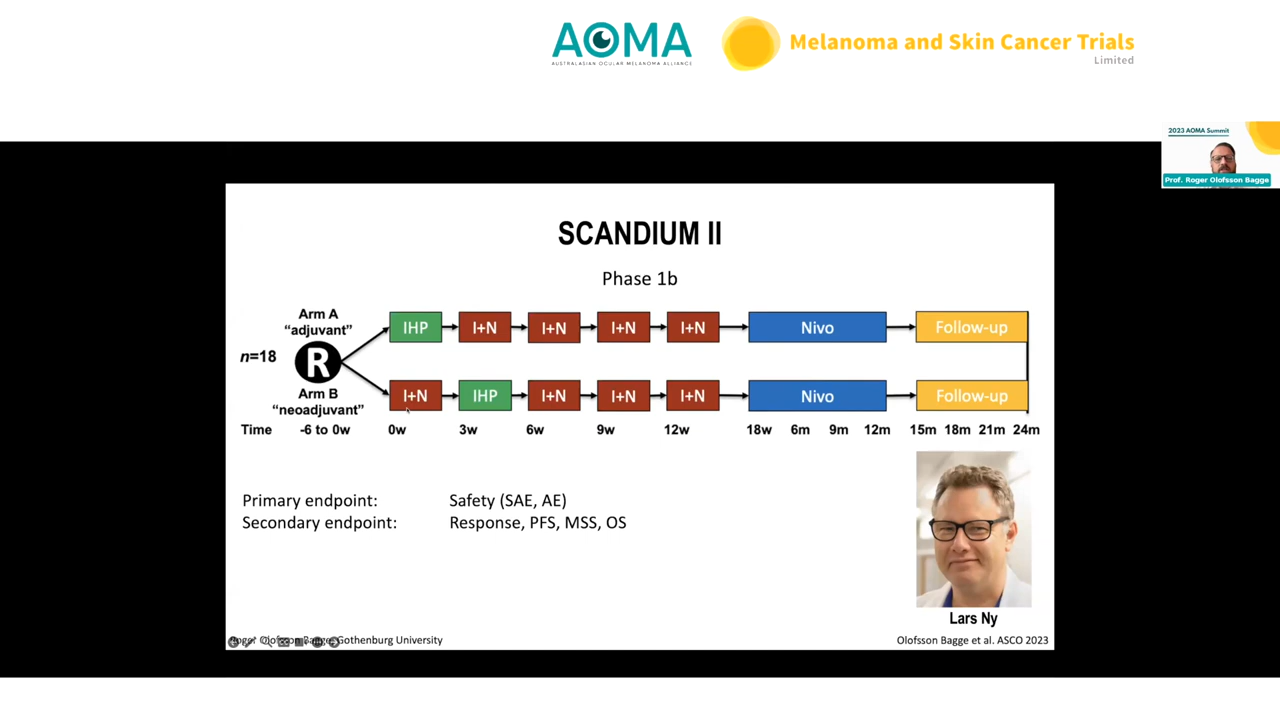 AOMA
AUSTRALASIAN OCULAR MELANOMA ALLIANCE
Melanoma and Skin Cancer Trials
Limited
2023 AOMA Summit
Prof. Roger Olofsson Bagge
SCANDIUM II
Phase 1b
Arm A
“adjuvant”
IHP I+N I+N I+N I+N Nivo Follow-up
n=18
R
Arm B
“neoadjuvant”
I+N IHP I+N I+N I+N Nivo Follow-up
Time -6 to 0w 0w 3w 6w 9w 12w 18w 6m 9m 12m 15m 18m 21m 24m
Primary endpoint: Safety (SAE, AE)
Secondary endpoint: Response, PFS, MSS, OS
Lars Ny
Roger Olofsson Bagge, Gothenburg University
Olofsson Bagge et al. ASCO 2023